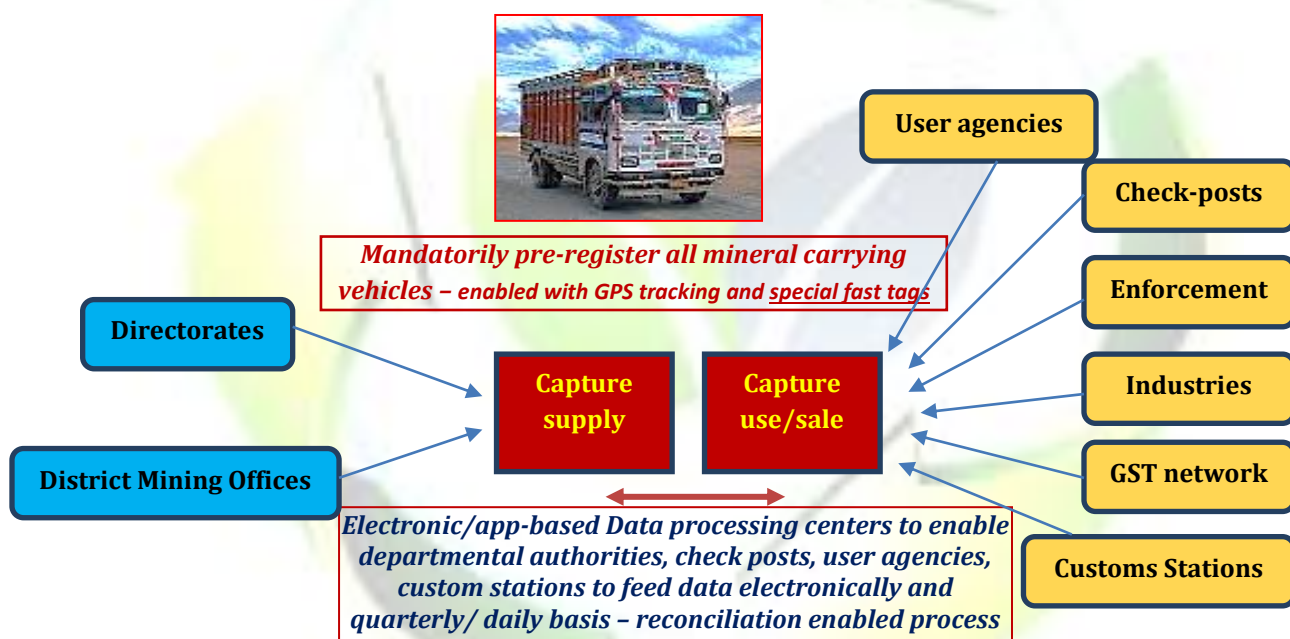 User agencies
Check-posts
Mandatorily pre-register all mineral carrying
vehicles – enabled with GPS tracking and special fast tags
Enforcement
Directorates
Capture
supply
Capture
use/sale
Industries
District Mining Offices
GST network
Electronic/app-based Data processing centers to enable
departmental authorities, check posts, user agencies,
custom stations to feed data electronically and
quarterly/ daily basis – reconciliation enabled process
Customs Stations